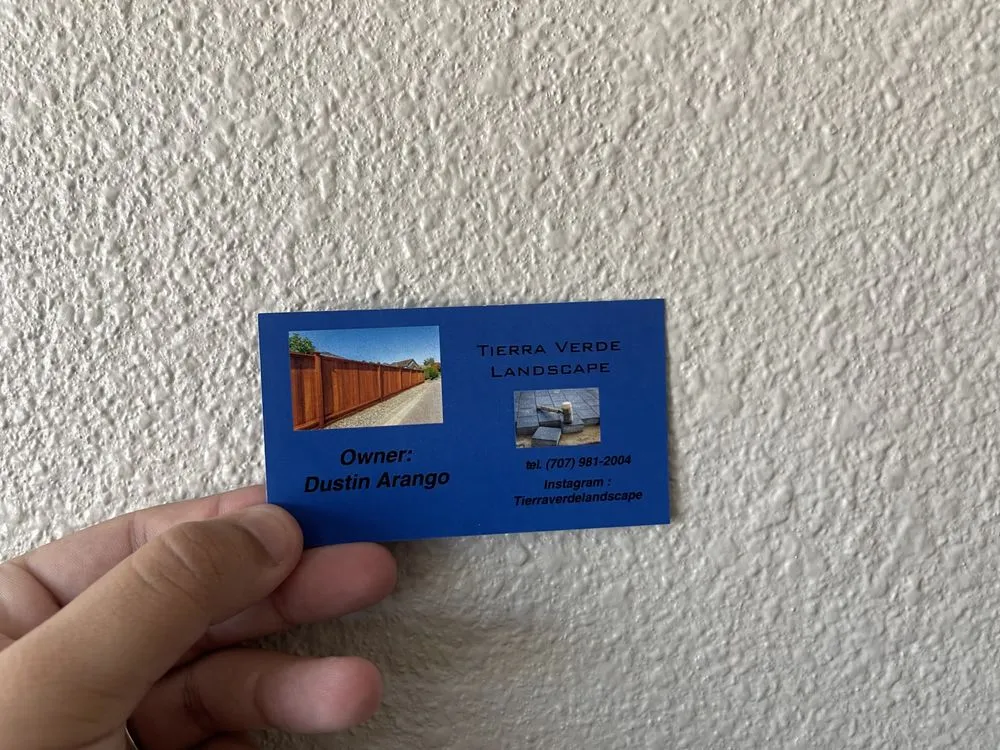 Owner:
Dustin Arango
TIERRA VERDE
LANDSCAPE
tel. (707) 981-2004
Instagram :
Tierraverdelandscape